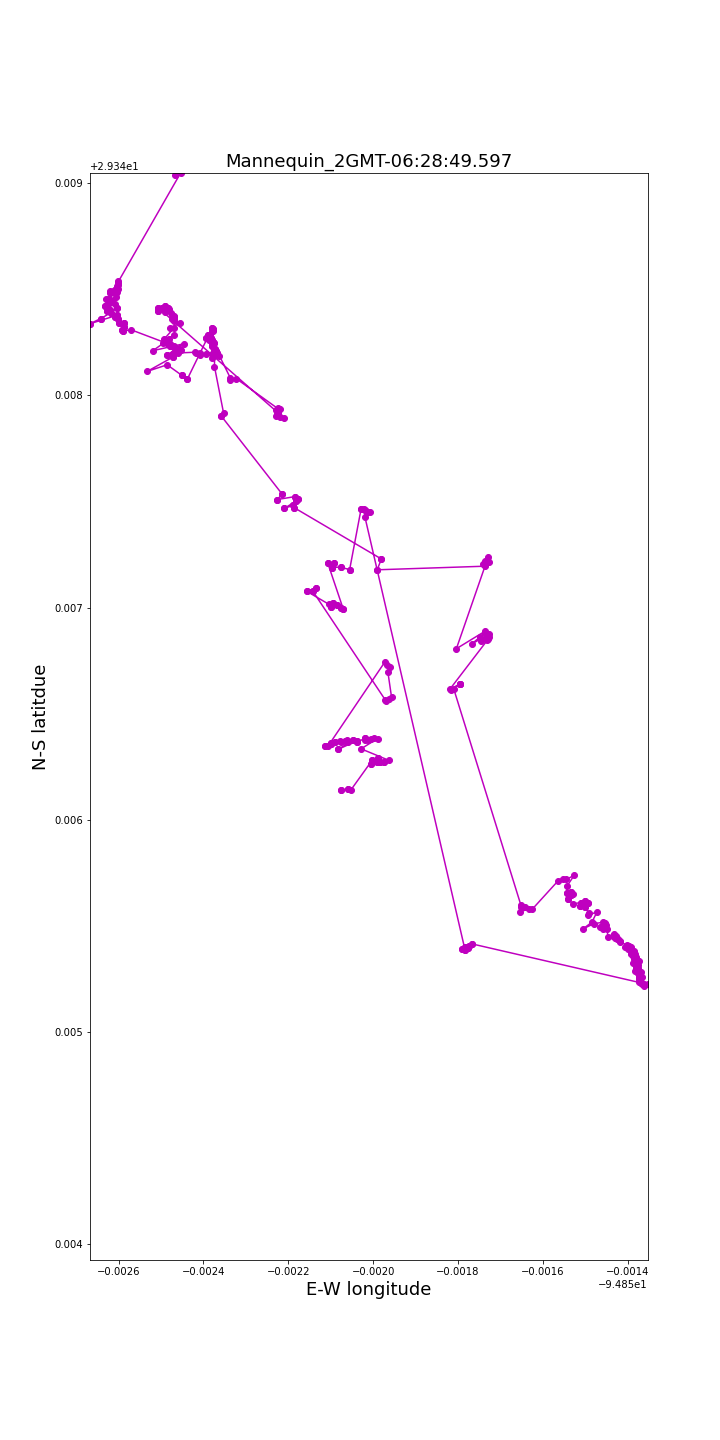 Mannequin_2GMT-06:28:49.597
+2.934e1
0.009
0.008
0.007
0.006
0.005
0.004
N-S latitdue
−0.0026 −0.0024 −0.0022 −0.0020 −0.0018 −0.0016 −0.0014
−9.485e1
E-W longitude